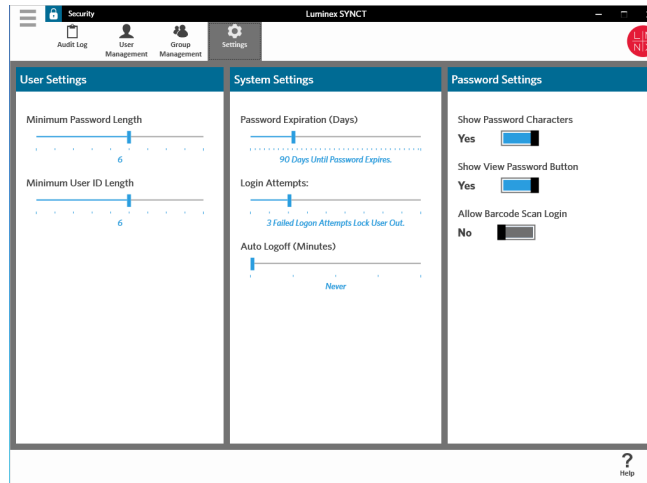 Security
Luminex SYNCT
Audit Log
User Management
Group Management
Settings
User Settings
Minimum Password Length
6
Minimum User ID Length
6
System Settings
Password Expiration (Days)
90 Days Until Password Expires.
Login Attempts:
3 Failed Logon Attempts Lock User Out.
Auto Logoff (Minutes)
Never
Password Settings
Show Password Characters
Yes
Show View Password Button
Yes
Allow Barcode Scan Login
No
?
Help